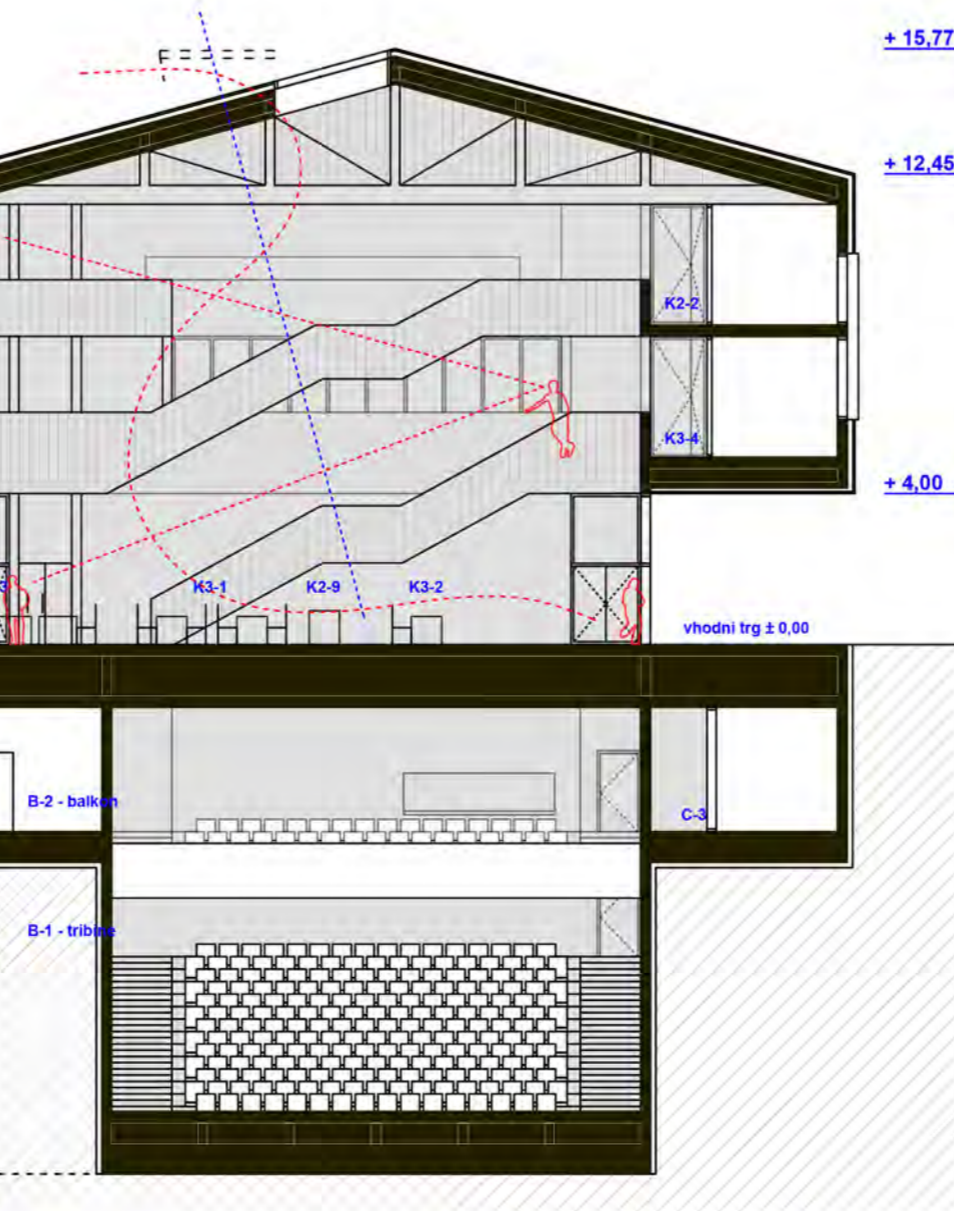 + 15,77
+ 12,45
K2-2
K3-4
+ 4,00
3
K3-1
K2-9
K3-2
vhodni trg ± 0,00
B-2 - balkon
C-3
B-1 - tribine